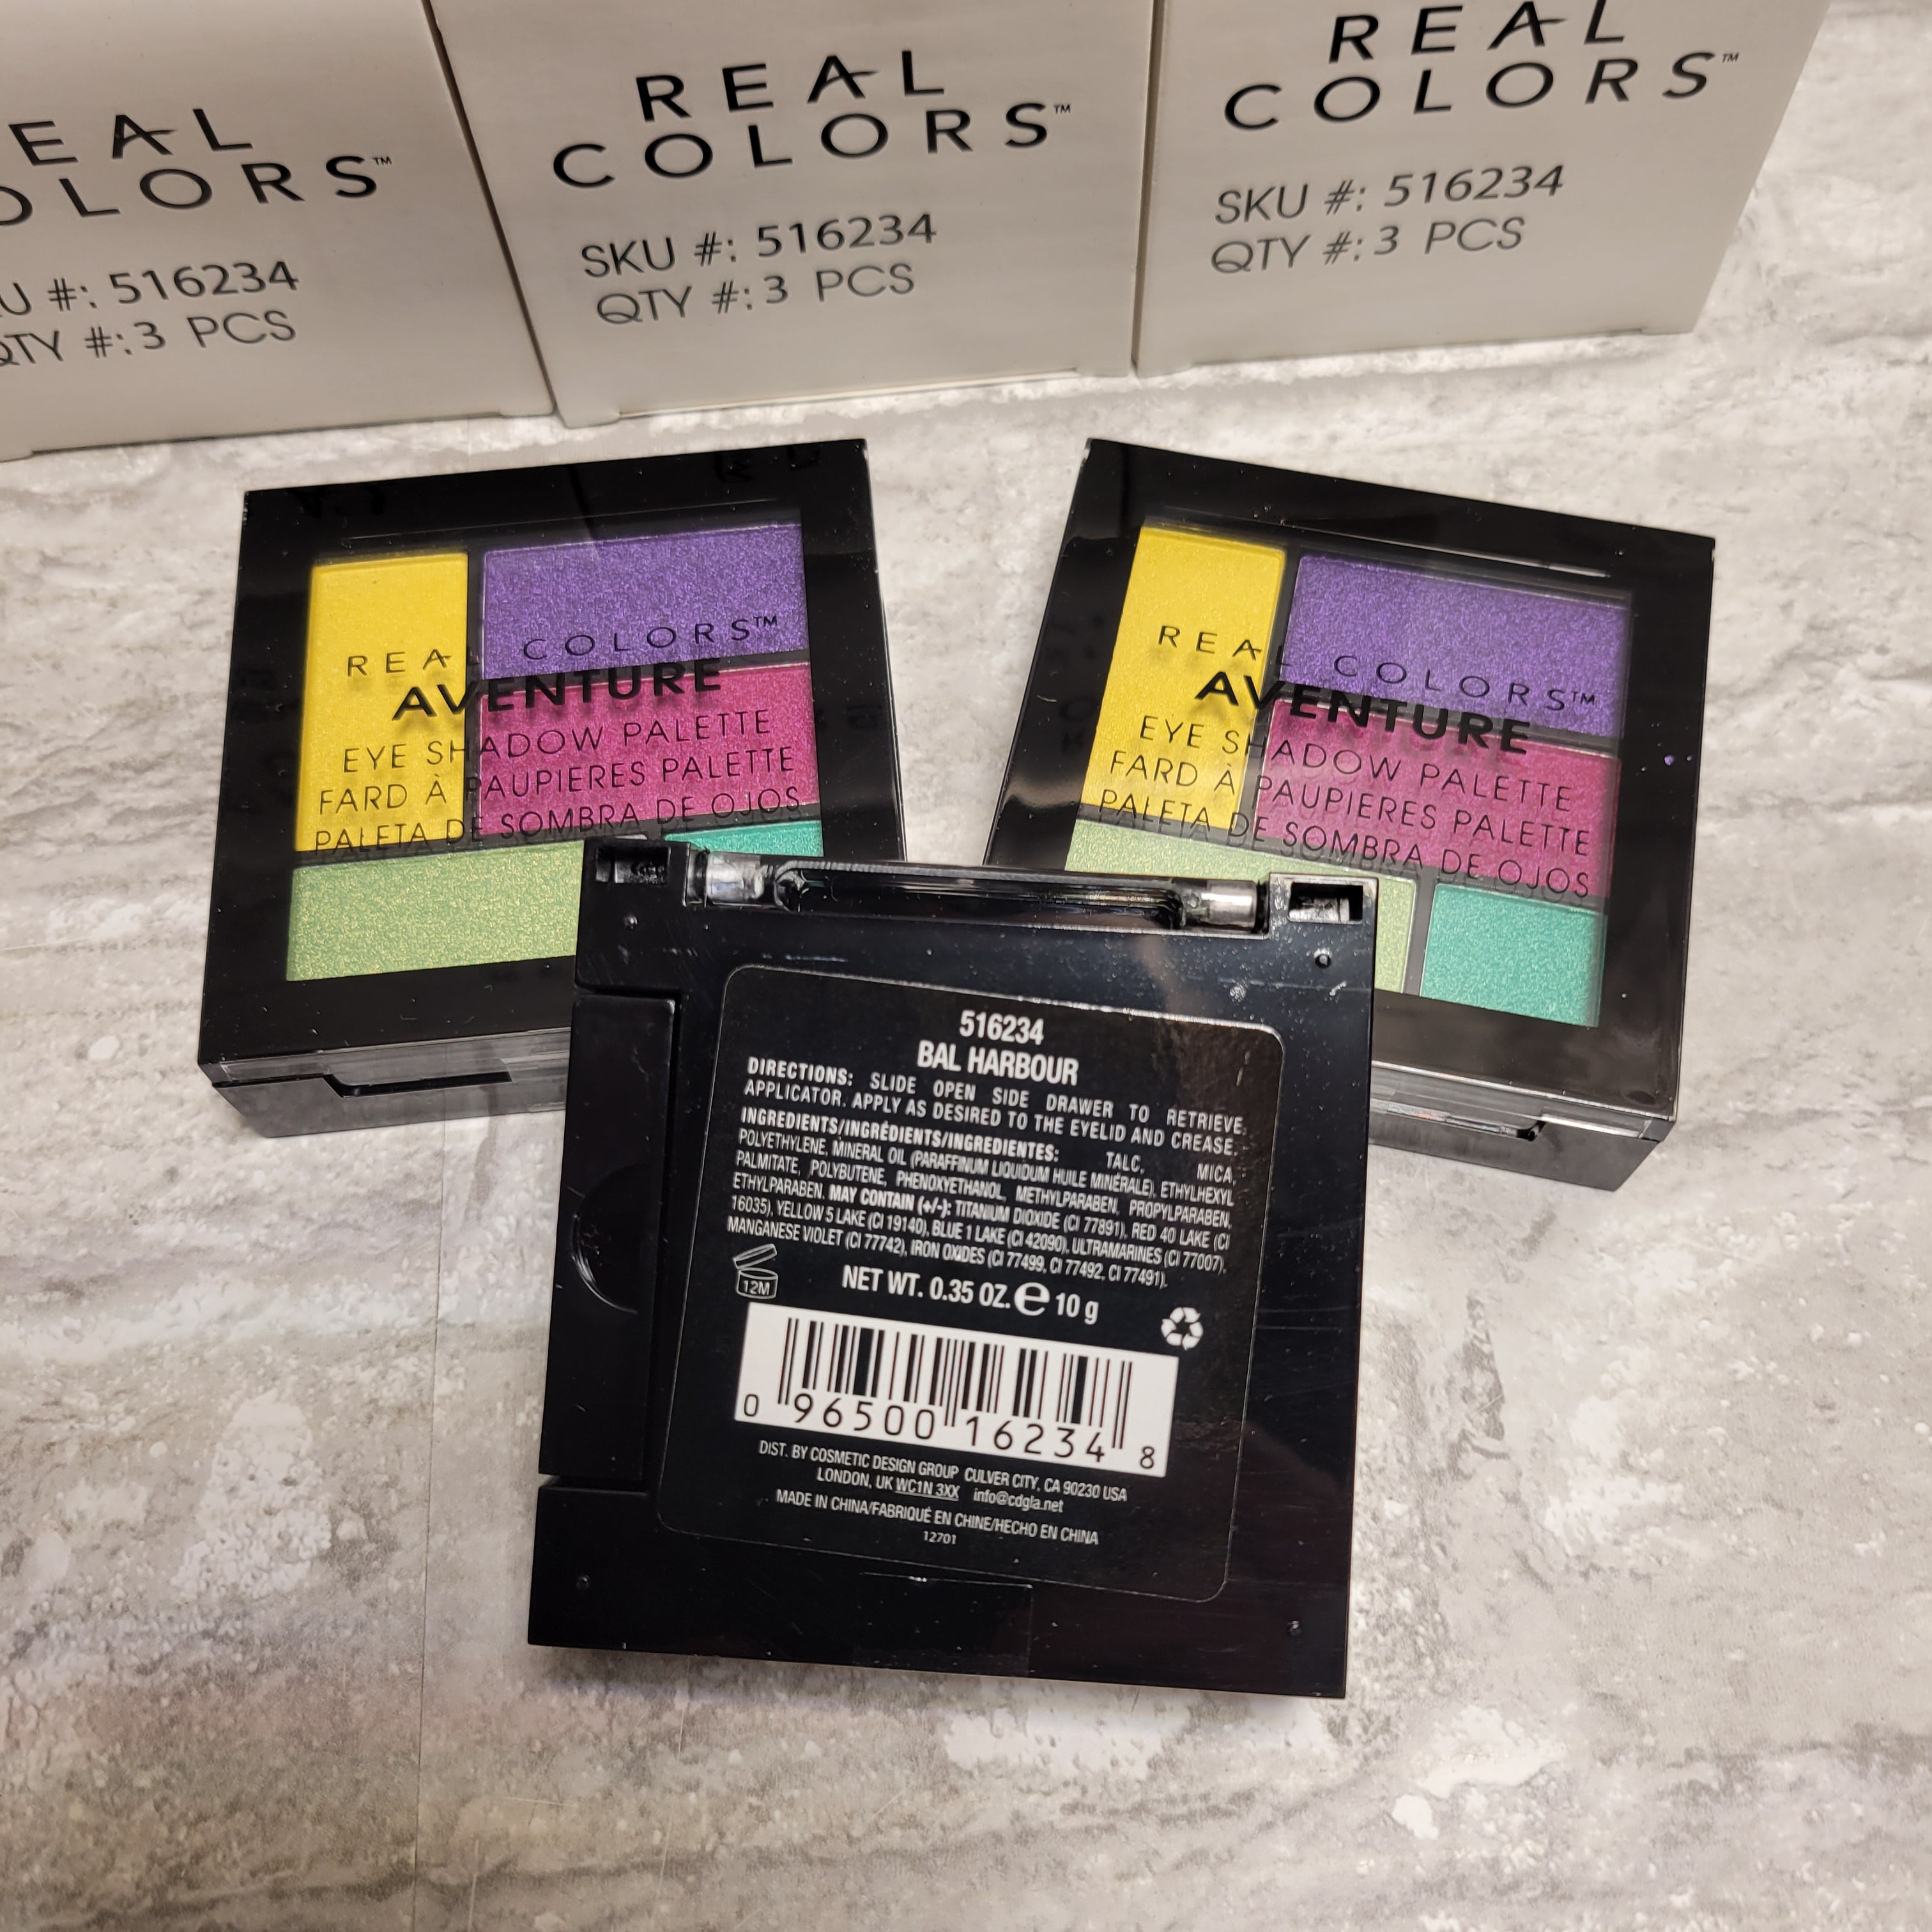 EAL
OLORS™
U #: 516234
QTY #: 3 PCS
REAL
COLORS™
SKU #: 516234
QTY #: 3 PCS
REAL
COLORS™
SKU #: 516234
QTY #: 3 PCS
REAL COLORS™
AVENTURE
EYE SHADOW PALETTE
FARD À PAUPIERES PALETTE
PALETA DE SOMBRA DE OJOS
REAL COLORS™
AVENTURE
EYE SHADOW PALETTE
FARD À PAUPIERES PALETTE
PALETA DE SOMBRA DE OJOS
516234
BAL HARBOUR
DIRECTIONS: SLIDE OPEN SIDE DRAWER TO RETRIEVE
APPLICATOR. APPLY AS DESIRED TO THE EYELID AND CREASE.
INGREDIENTS/INGRÉDIENTS/INGREDIENTES: TALC, MICA,
POLYETHYLENE, MINERAL OIL (PARAFFINUM LIQUIDUM HUILE MINÉRALE), ETHYLHEXYL
PALMITATE, POLYBUTENE, PHENOXYETHANOL, METHYLPARABEN, PROPYLPARABEN,
ETHYLPARABEN. MAY CONTAIN (+/-): TITANIUM DIOXIDE (CI 77891), RED 40 LAKE (CI
16035), YELLOW 5 LAKE (CI 19140), BLUE 1 LAKE (CI 42090), ULTRAMARINES (CI 77007),
MANGANESE VIOLET (CI 77742), IRON OXIDES (CI 77499, CI 77492, CI 77491).
12M
NET WT. 0.35 OZ. ℮ 10 g
0 96500 16234 8
DIST. BY COSMETIC DESIGN GROUP CULVER CITY, CA 90230 USA
LONDON, UK WC1N 3XX info@cdgla.net
MADE IN CHINA/FABRIQUÉ EN CHINE/HECHO EN CHINA
12701